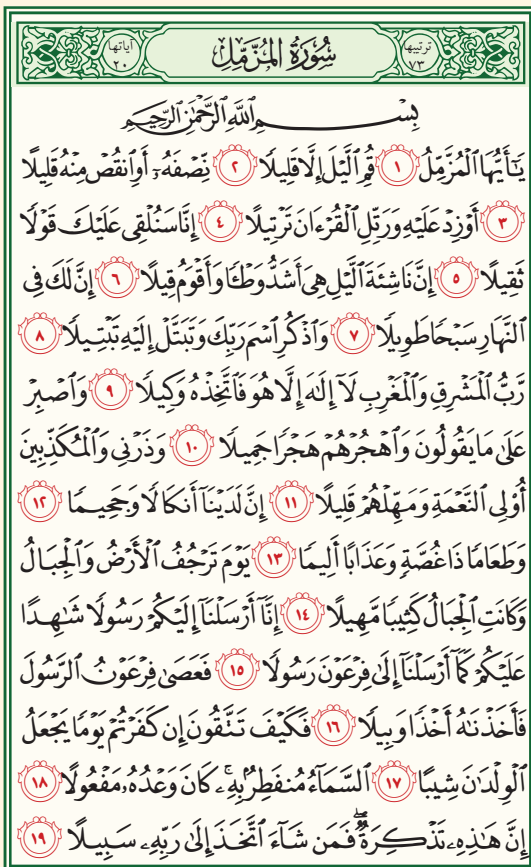 ترتيبها ٧٣ سُورَةُ المُزَّمِّلِ آياتها ٢٠
بِسْمِ ٱللَّهِ ٱلرَّحْمَٰنِ ٱلرَّحِيمِ
يَٰٓأَيُّهَا ٱلْمُزَّمِّلُ ١ قُمِ ٱلَّيْلَ إِلَّا قَلِيلًا ٢ نِّصْفَهُۥٓ أَوِ ٱنقُصْ مِنْهُ قَلِيلًا
٣ أَوْ زِدْ عَلَيْهِ وَرَتِّلِ ٱلْقُرْءَانَ تَرْتِيلًا ٤ إِنَّا سَنُلْقِى عَلَيْكَ قَوْلًا
ثَقِيلًا ٥ إِنَّ نَاشِئَةَ ٱلَّيْلِ هِىَ أَشَدُّ وَطْـًٔا وَأَقْوَمُ قِيلًا ٦ إِنَّ لَكَ فِى
ٱلنَّهَارِ سَبْحًا طَوِيلًا ٧ وَٱذْكُرِ ٱسْمَ رَبِّكَ وَتَبَتَّلْ إِلَيْهِ تَبْتِيلًا ٨
رَّبُّ ٱلْمَشْرِقِ وَٱلْمَغْرِبِ لَآ إِلَٰهَ إِلَّا هُوَ فَٱتَّخِذْهُ وَكِيلًا ٩ وَٱصْبِرْ
عَلَىٰ مَا يَقُولُونَ وَٱهْجُرْهُمْ هَجْرًا جَمِيلًا ١٠ وَذَرْنِى وَٱلْمُكَذِّبِينَ
أُو۟لِى ٱلنَّعْمَةِ وَمَهِّلْهُمْ قَلِيلًا ١١ إِنَّ لَدَيْنَآ أَنكَالًا وَجَحِيمًا ١٢
وَطَعَامًا ذَا غُصَّةٍ وَعَذَابًا أَلِيمًا ١٣ يَوْمَ تَرْجُفُ ٱلْأَرْضُ وَٱلْجِبَالُ
وَكَانَتِ ٱلْجِبَالُ كَثِيبًا مَّهِيلًا ١٤ إِنَّآ أَرْسَلْنَآ إِلَيْكُمْ رَسُولًا شَٰهِدًا
عَلَيْكُمْ كَمَآ أَرْسَلْنَآ إِلَىٰ فِرْعَوْنَ رَسُولًا ١٥ فَعَصَىٰ فِرْعَوْنُ ٱلرَّسُولَ
فَأَخَذْنَٰهُ أَخْذًا وَبِيلًا ١٦ فَكَيْفَ تَتَّقُونَ إِن كَفَرْتُمْ يَوْمًا يَجْعَلُ
ٱلْوِلْدَٰنَ شِيبًا ١٧ ٱلسَّمَآءُ مُنفَطِرٌۢ بِهِۦۚ كَانَ وَعْدُهُۥ مَفْعُولًا ١٨
إِنَّ هَٰذِهِۦ تَذْكِرَةٌۖ فَمَن شَآءَ ٱتَّخَذَ إِلَىٰ رَبِّهِۦ سَبِيلًا ١٩